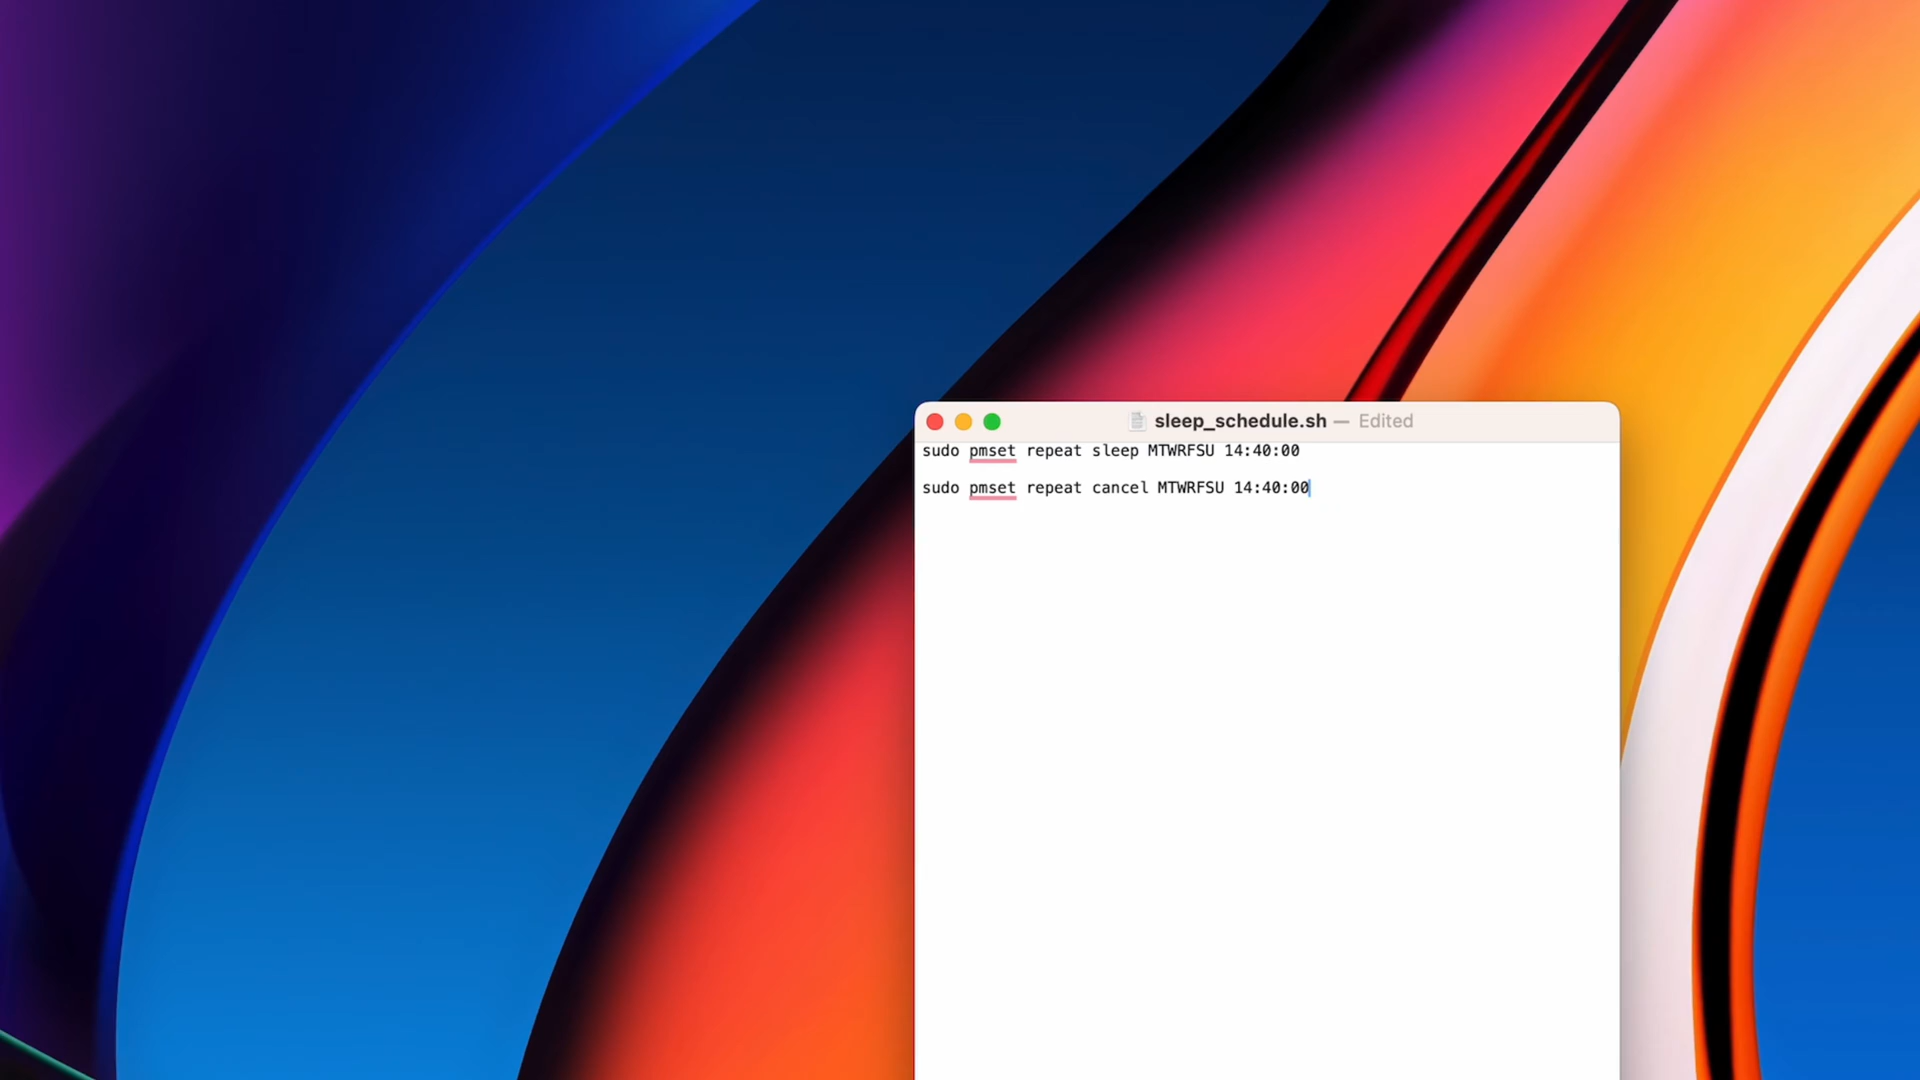 sleep_schedule.sh — Edited
sudo pmset repeat sleep MTWRFSU 14:40:00
sudo pmset repeat cancel MTWRFSU 14:40:00